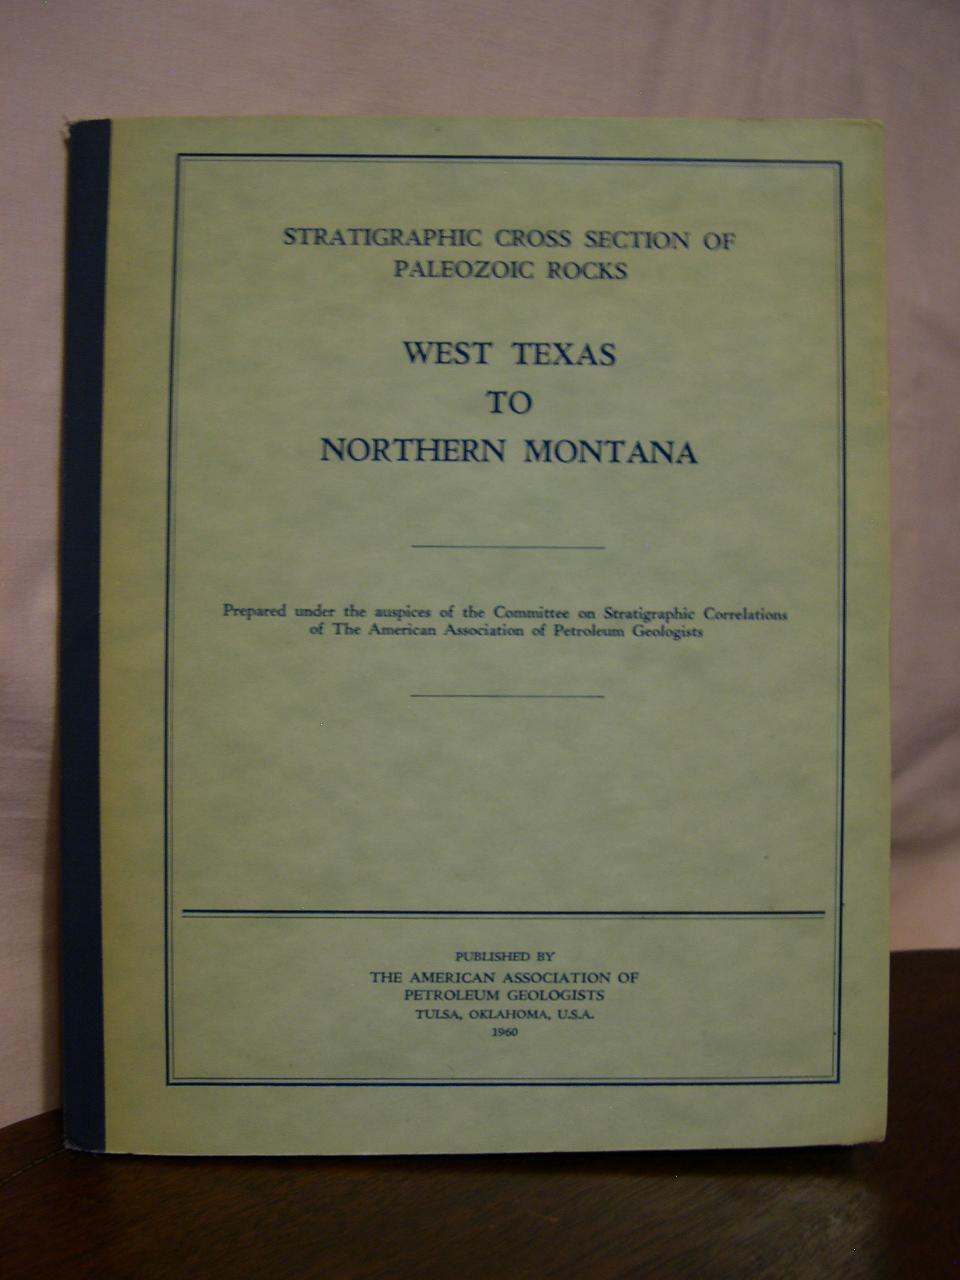 STRATIGRAPHIC CROSS SECTION OF
PALEOZOIC ROCKS
WEST TEXAS
TO
NORTHERN MONTANA
Prepared under the auspices of the Committee on Stratigraphic Correlations
of The American Association of Petroleum Geologists
PUBLISHED BY
THE AMERICAN ASSOCIATION OF
PETROLEUM GEOLOGISTS
TULSA, OKLAHOMA, U.S.A.
1960